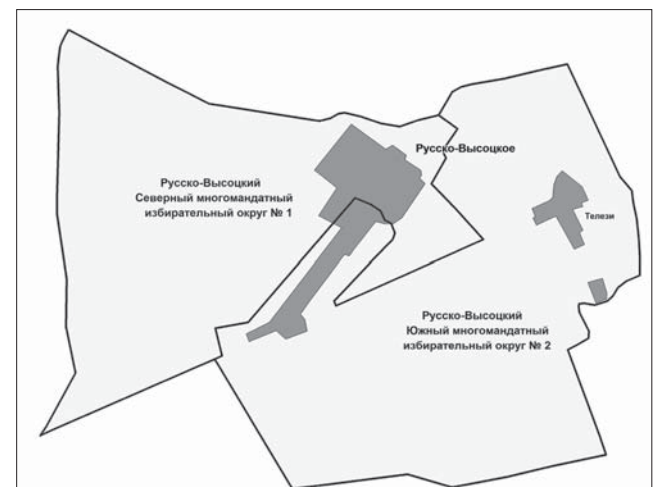 Русско-Высоцкое
Русско-Высоцкий
Северный многомандатный
избирательный округ № 1
Телези
Русско-Высоцкий
Южный многомандатный
избирательный округ № 2